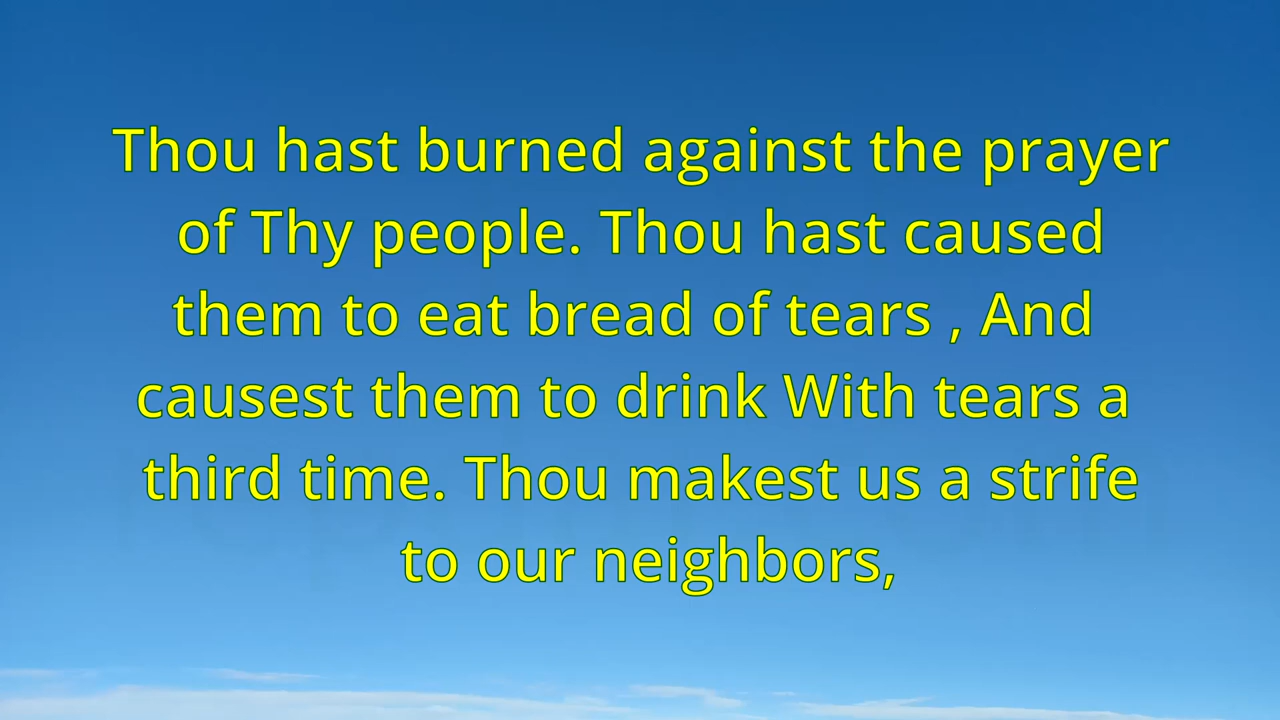 Thou hast burned against the prayer
of Thy people. Thou hast caused
them to eat bread of tears , And
causest them to drink With tears a
third time. Thou makest us a strife
to our neighbors,